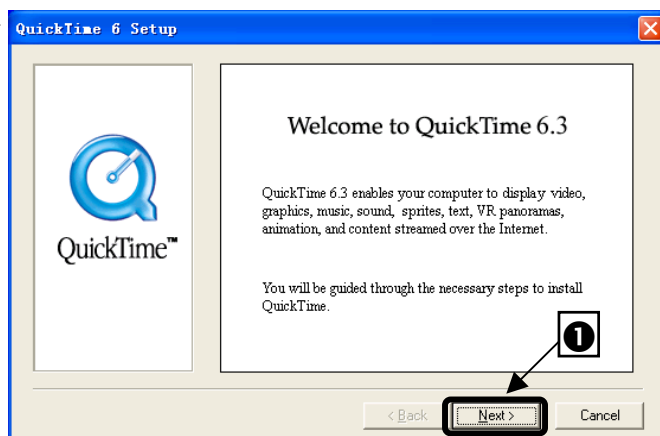 QuickTime 6 Setup
Welcome to QuickTime 6.3
QuickTime 6.3 enables your computer to display video,
graphics, music, sound, sprites, text, VR panoramas,
animation, and content streamed over the Internet.
QuickTime™
You will be guided through the necessary steps to install
QuickTime.
❶
< Back
Next >
Cancel